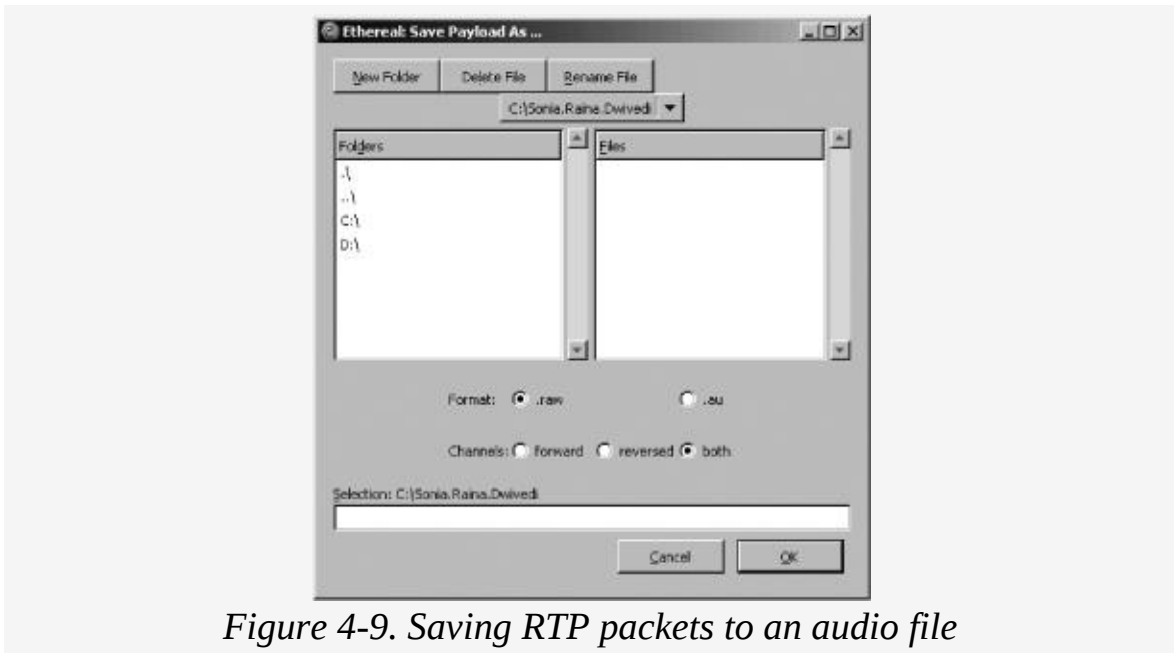 Ethereal: Save Payload As ...
New Folder Delete File Rename File
C:\Sonia.Raina.Dwivedi
Folders Files
.\
..\
C:\
D:\
Format: .raw .au
Channels: forward reversed both
Selection: C:\Sonia.Raina.Dwivedi
Cancel OK
Figure 4-9. Saving RTP packets to an audio file